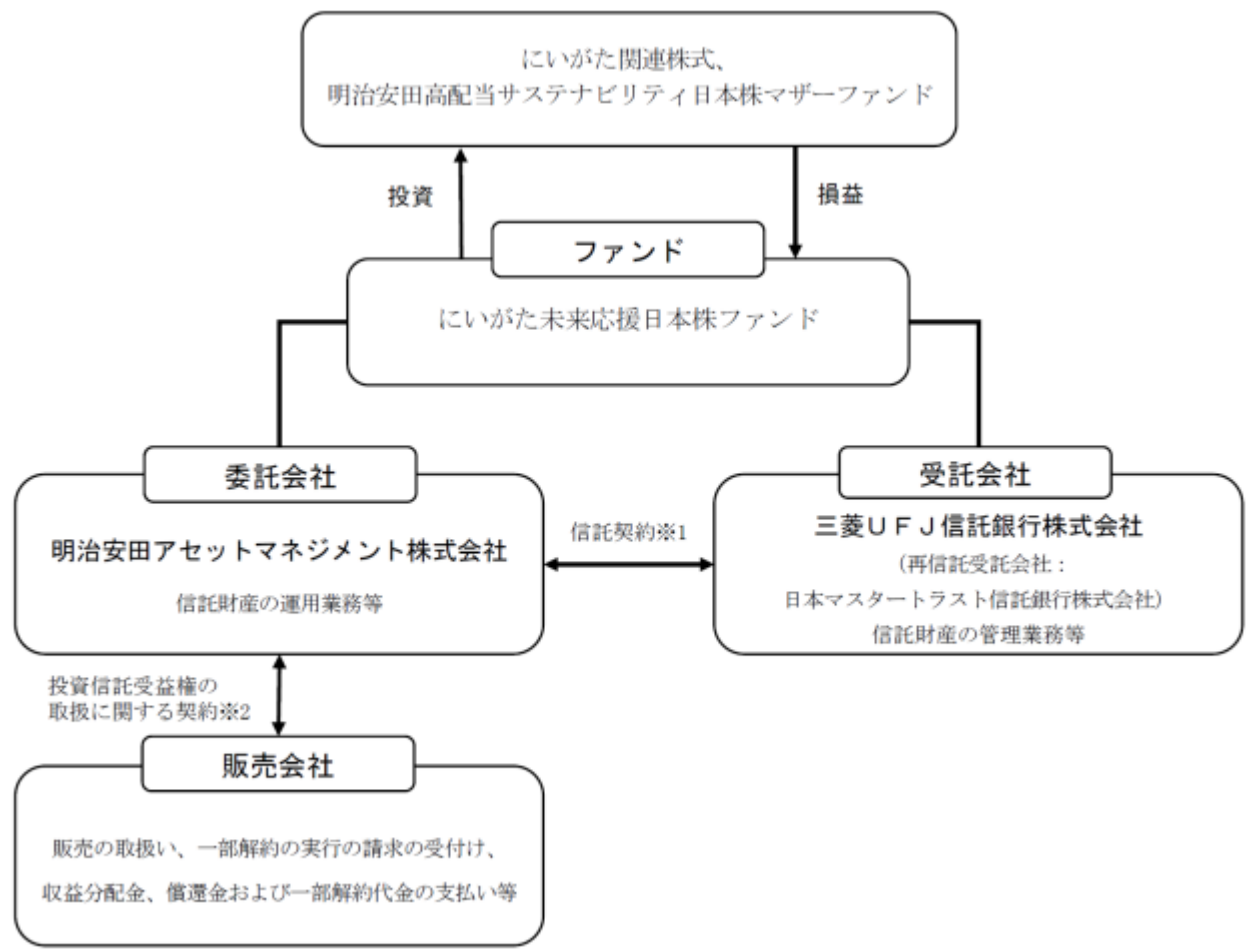 にいがた関連株式、
明治安田高配当サステナビリティ日本株マザーファンド
投資
損益
ファンド
にいがた未来応援日本株ファンド
委託会社
明治安田アセットマネジメント株式会社
信託財産の運用業務等
信託契約※1
受託会社
三菱ＵＦＪ信託銀行株式会社
（再信託受託会社：
日本マスタートラスト信託銀行株式会社）
信託財産の管理業務等
投資信託受益権の
取扱に関する契約※2
販売会社
販売の取扱い、一部解約の実行の請求の受付け、
収益分配金、償還金および一部解約代金の支払い等